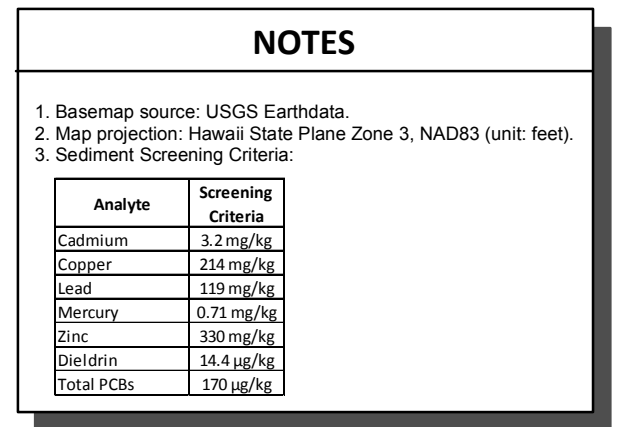 NOTES
1. Basemap source: USGS Earthdata.
2. Map projection: Hawaii State Plane Zone 3, NAD83 (unit: feet).
3. Sediment Screening Criteria:
Analyte Screening Criteria
Cadmium 3.2 mg/kg
Copper 214 mg/kg
Lead 119 mg/kg
Mercury 0.71 mg/kg
Zinc 330 mg/kg
Dieldrin 14.4 µg/kg
Total PCBs 170 µg/kg